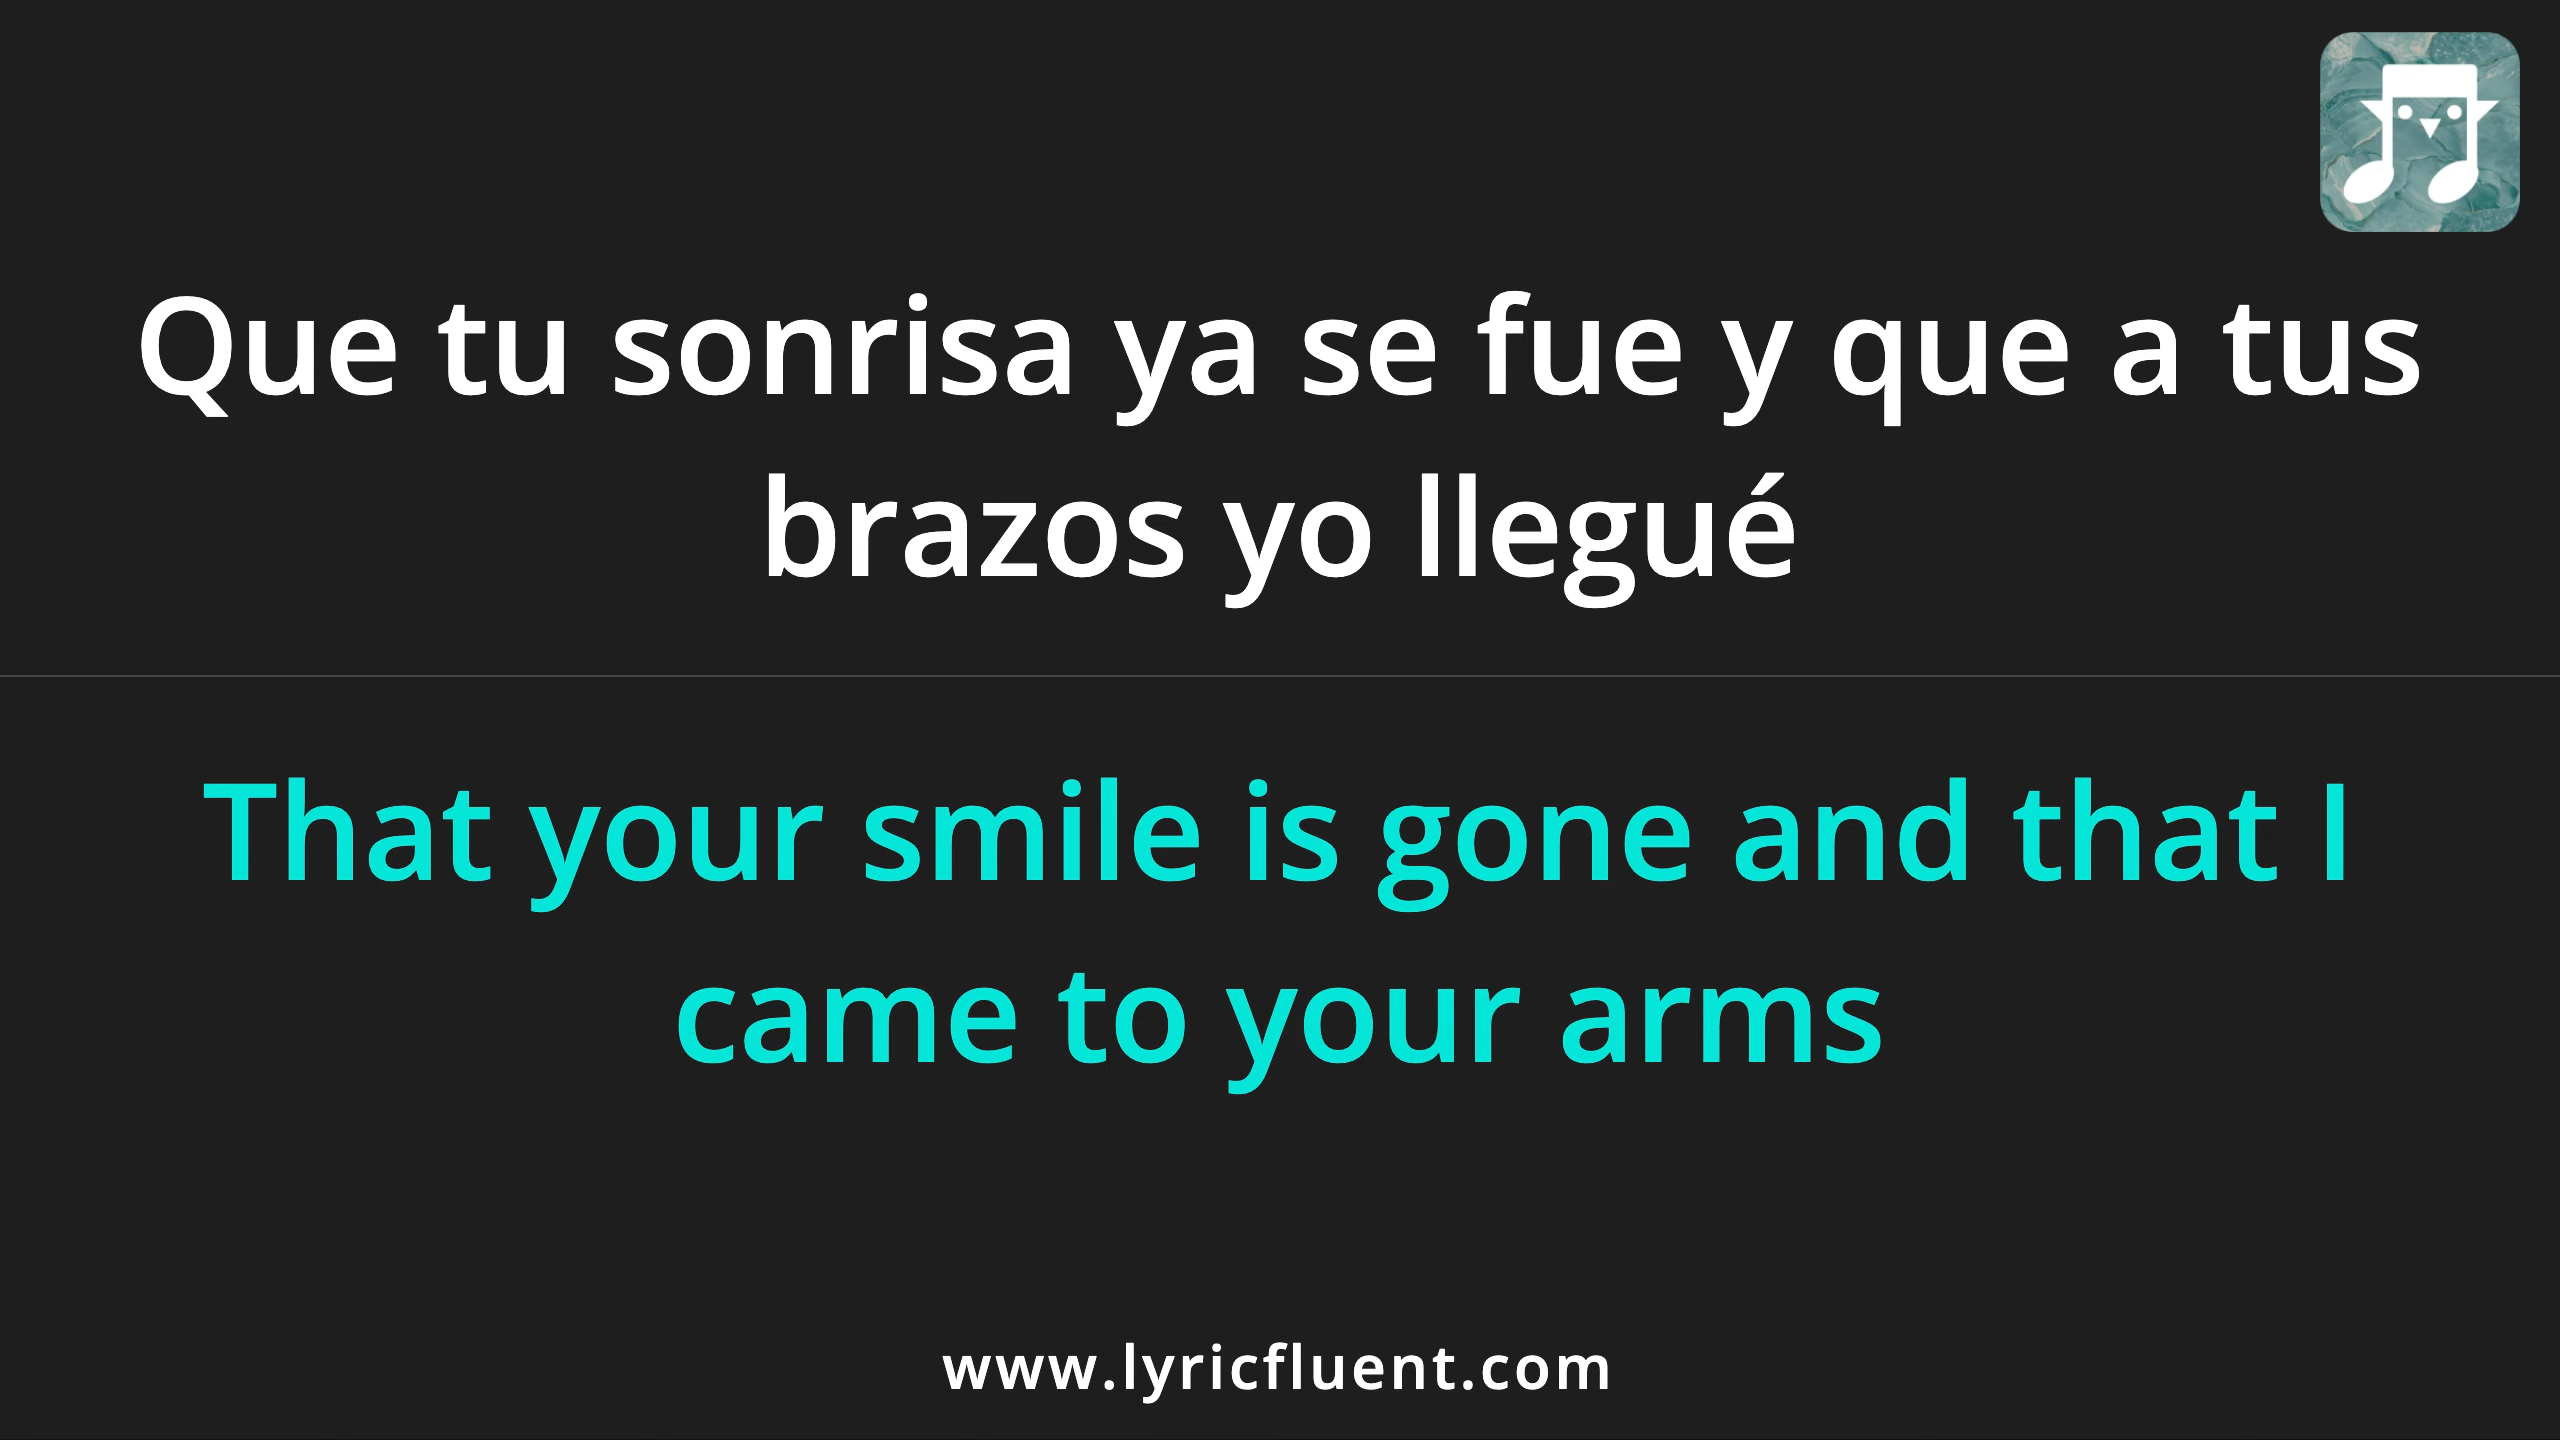 Que tu sonrisa ya se fue y que a tus
brazos yo llegué
That your smile is gone and that I
came to your arms
www.lyricfluent.com